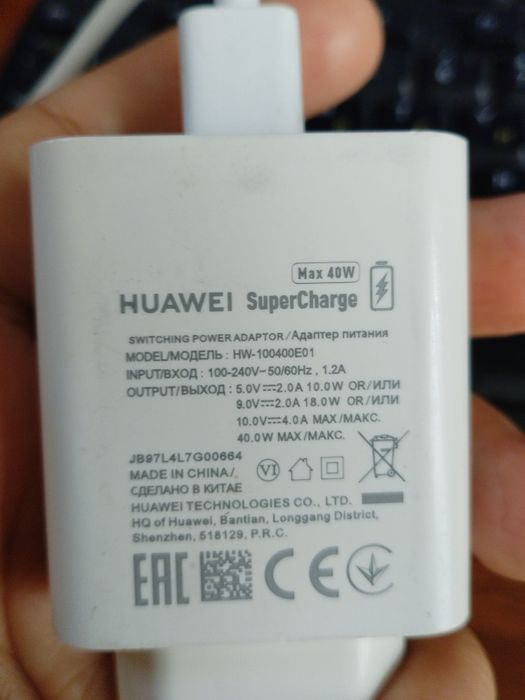 Max 40W
HUAWEI SuperCharge
SWITCHING POWER ADAPTOR/Адаптер питания
MODEL/МОДЕЛЬ : HW-100400E01
INPUT/ВХОД : 100-240V~50/60Hz , 1.2A
OUTPUT/ВЫХОД : 5.0V⎓2.0A 10.0W OR/ИЛИ
9.0V⎓2.0A 18.0W OR/ИЛИ
10.0V⎓4.0A MAX/МАКС.
40.0W MAX/МАКС.
JB97L4L7G00664
MADE IN CHINA/
СДЕЛАНО В КИТАЕ
VI
HUAWEI TECHNOLOGIES CO., LTD.
HQ of Huawei, Bantian, Longgang District,
Shenzhen, 518129, P.R.C.
EAC CE